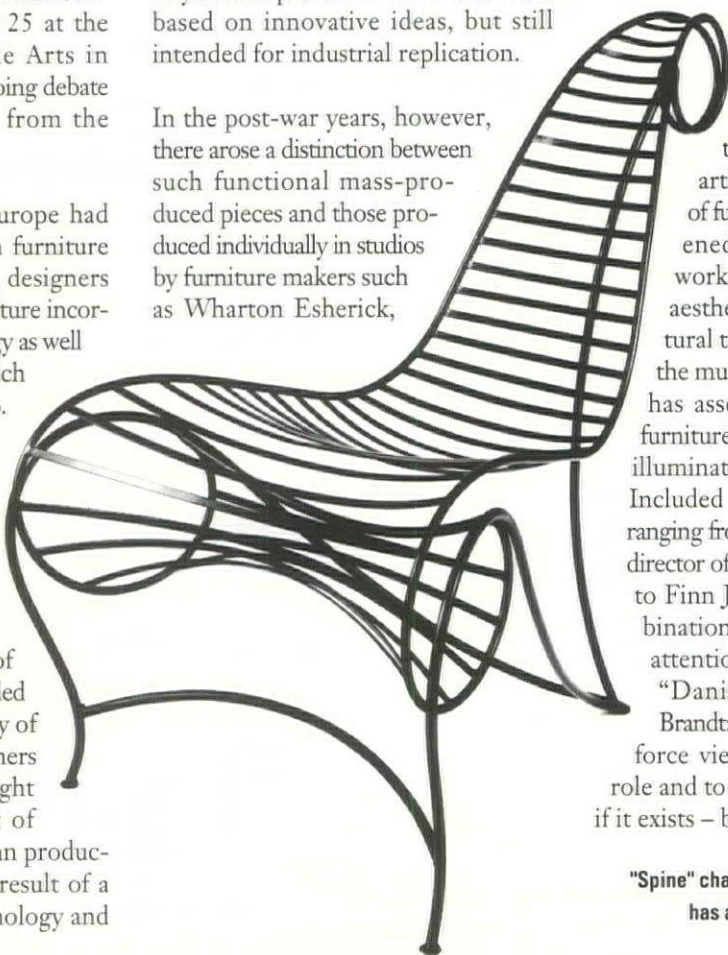 25 at the
e Arts in
ing debate
from the
urope had
furniture
designers
ture incor-
y as well
ch
of
led
y of
ners
ght
of
an produc-
result of a
nology and
based on innovative ideas, but still
intended for industrial replication.
In the post-war years, however,
there arose a distinction between
such functional mass-pro-
duced pieces and those pro-
duced individually in studios
by furniture makers such
as Wharton Esherick,
t
art
of fu
ened
work
aesthe
tural t
the mu
has asse
furniture
illuminat
Included
ranging fro
director of
to Finn J
bination
attentio
"Dani
Brandt
force vie
role and to
if it exists – b
"Spine" cha
has a